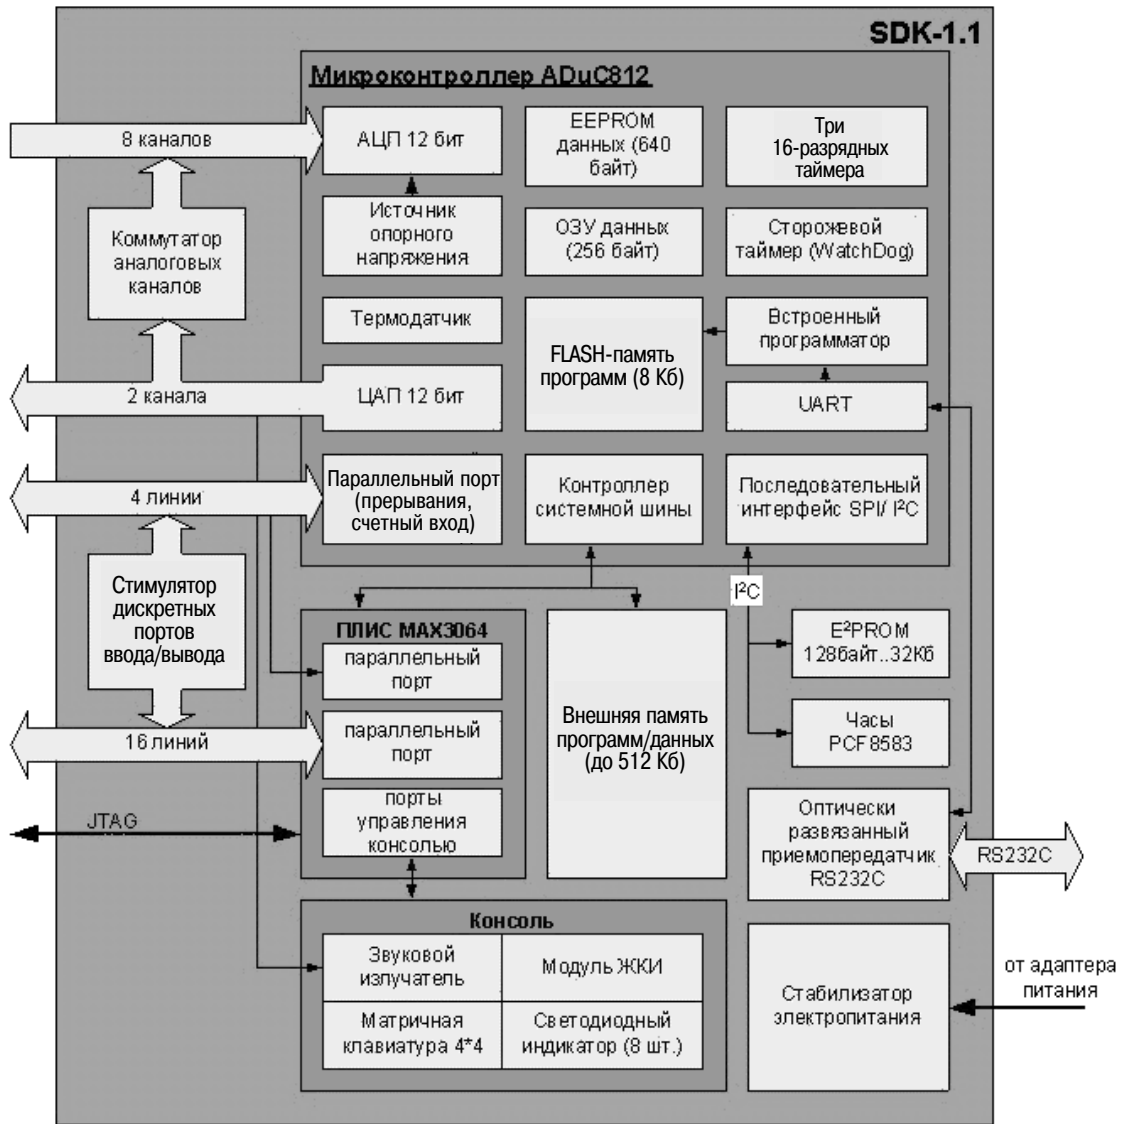 SDK-1.1
Микроконтроллер ADuC812
8 каналов
АЦП 12 бит
EEPROM
данных (640
байт)
Три
16-разрядных
таймера
Коммутатор
аналоговых
каналов
Источник
опорного
напряжения
ОЗУ данных
(256 байт)
Сторожевой
таймер (WatchDog)
Термодатчик
FLASH-память
программ (8 Кб)
Встроенный
программатор
2 канала
ЦАП 12 бит
UART
4 линии
Параллельный порт
(прерывания,
счетный вход)
Контроллер
системной шины
Последовательный
интерфейс SPI/ I²C
I²C
Стимулятор
дискретных
портов
ввода/вывода
ПЛИС MAX3064
параллельный
порт
E²PROM
128байт..32Кб
16 линий
параллельный
порт
Внешняя память
программ/данных
(до 512 Кб)
Часы
PCF8583
JTAG
порты
управления
консолью
Оптически
развязанный
приемопередатчик
RS232C
RS232C
Консоль
Звуковой
излучатель
Модуль ЖКИ
Матричная
клавиатура 4*4
Светодиодный
индикатор (8 шт.)
Стабилизатор
электропитания
от адаптера
питания